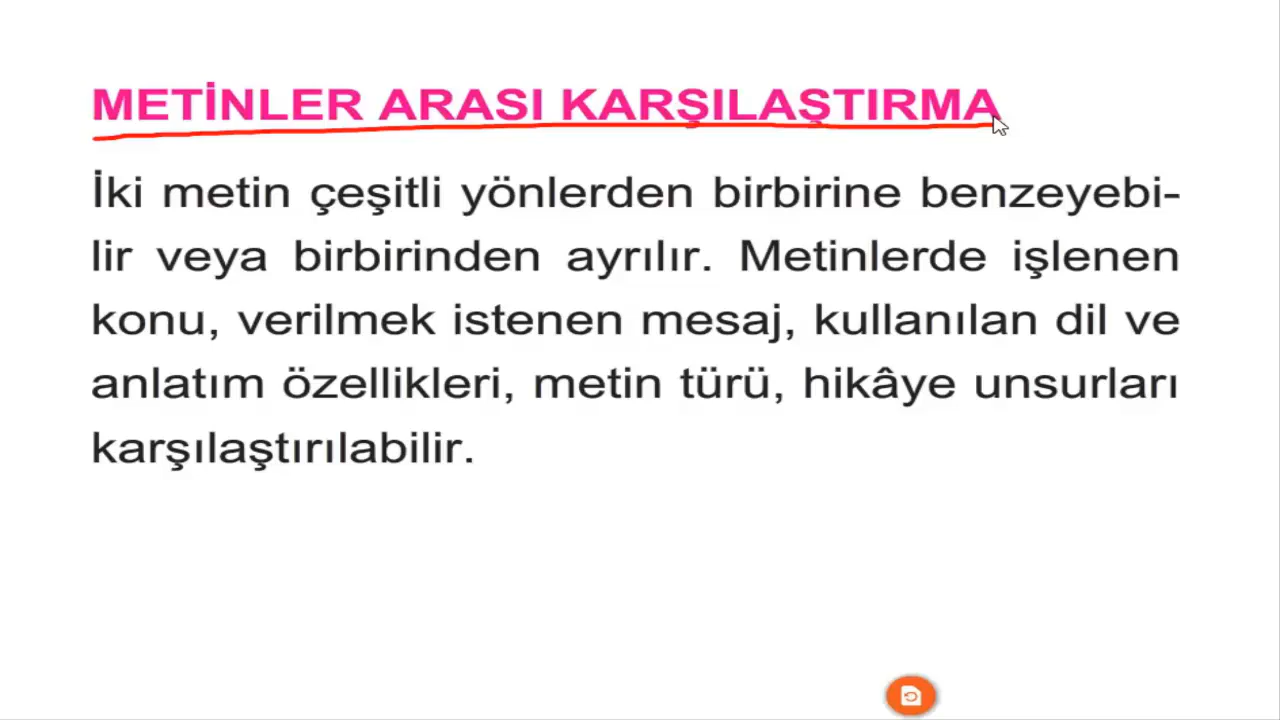 METİNLER ARASI KARŞILAŞTIRMA
İki metin çeşitli yönlerden birbirine benzeyebi-
lir veya birbirinden ayrılır. Metinlerde işlenen
konu, verilmek istenen mesaj, kullanılan dil ve
anlatım özellikleri, metin türü, hikâye unsurları
karşılaştırılabilir.